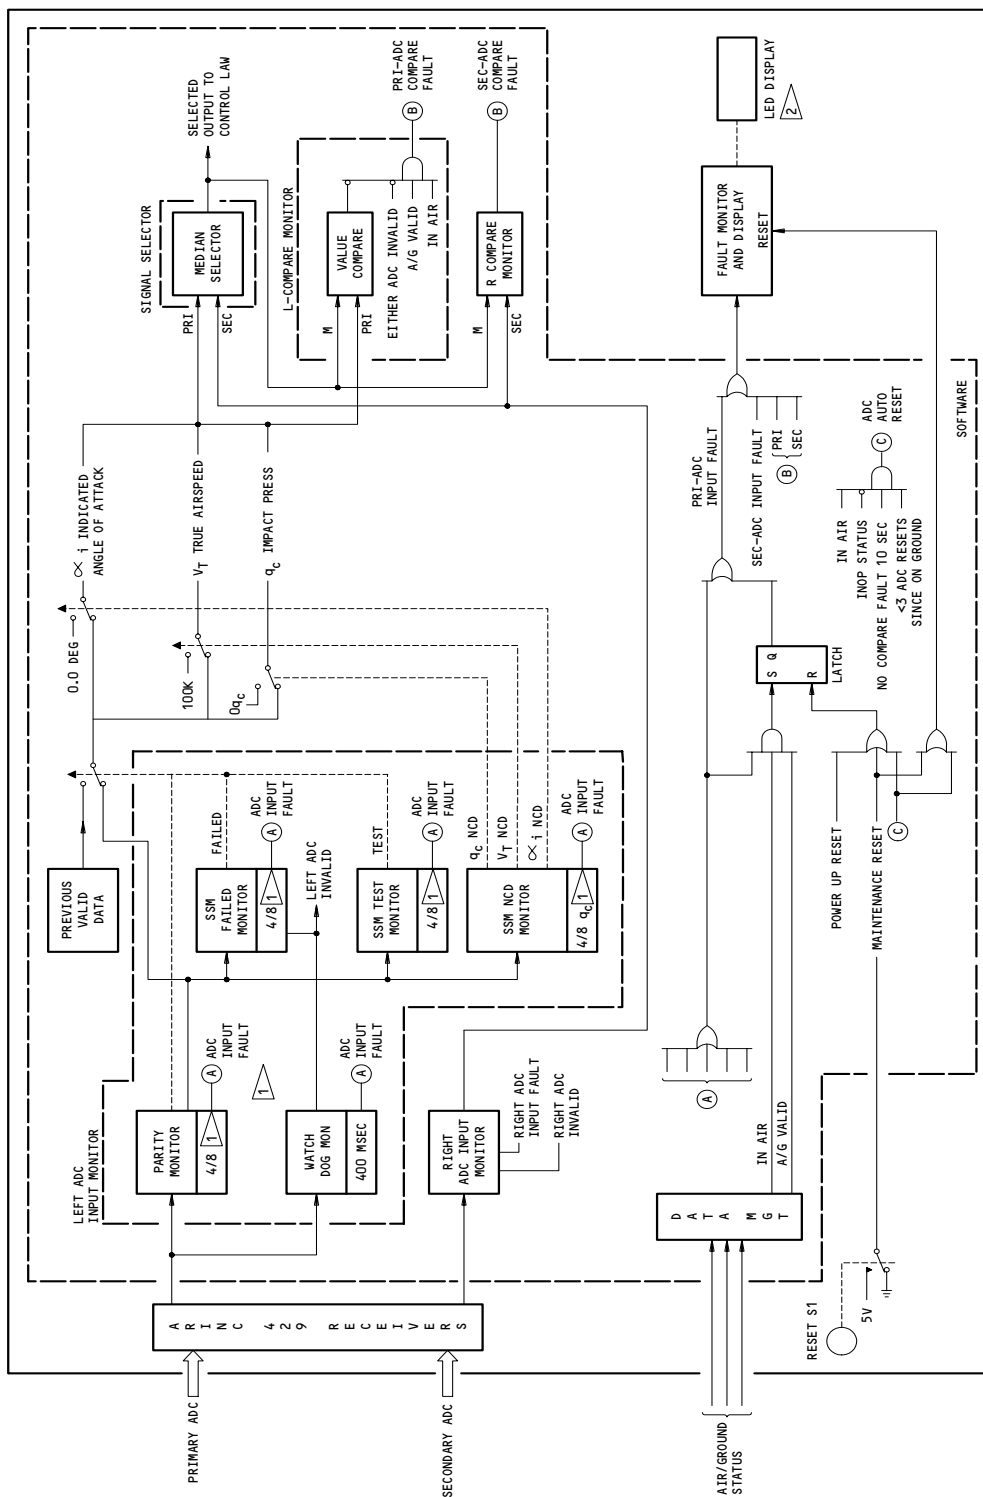 PRIMARY ADC
SECONDARY ADC
AIR/GROUND
STATUS
ARINC 429 RECEIVERS
LEFT ADC
INPUT MONITOR
PARITY
MONITOR
4/8
1
A
ADC
INPUT
FAULT
1
WATCH
DOG MON
400 MSEC
A
ADC
INPUT
FAULT
RIGHT
ADC INPUT
MONITOR
RIGHT ADC
INPUT FAULT
RIGHT ADC
INVALID
PREVIOUS
VALID
DATA
SSM
FAILED
MONITOR
4/8
1
FAILED
A
ADC
INPUT
FAULT
LEFT ADC
INVALID
SSM TEST
MONITOR
4/8
1
TEST
A
ADC
INPUT
FAULT
SSM NCD
MONITOR
4/8 qc
1
qc NCD
VT NCD
∝ i NCD
A
ADC
INPUT
FAULT
0.0 DEG
100K
0qc
∝ i INDICATED
ANGLE OF ATTACK
VT TRUE AIRSPEED
qc IMPACT PRESS
SIGNAL SELECTOR
PRI
SEC
MEDIAN
SELECTOR
SELECTED
OUTPUT TO
CONTROL LAW
L-COMPARE MONITOR
M
PRI
VALUE
COMPARE
EITHER ADC INVALID
A/G VALID
IN AIR
B
PRI-ADC
COMPARE
FAULT
M
SEC
R COMPARE
MONITOR
B
SEC-ADC
COMPARE
FAULT
DATA MGT
IN AIR
A/G VALID
A
S Q
R
LATCH
PRI-ADC
INPUT FAULT
SEC-ADC INPUT FAULT
PRI
SEC
B
FAULT MONITOR
AND DISPLAY
RESET
LED DISPLAY
2
RESET S1
5V
POWER UP RESET
MAINTENANCE RESET
C
IN AIR
INOP STATUS
NO COMPARE FAULT 10 SEC
<3 ADC RESETS
SINCE ON GROUND
C
ADC
AUTO
RESET
SOFTWARE